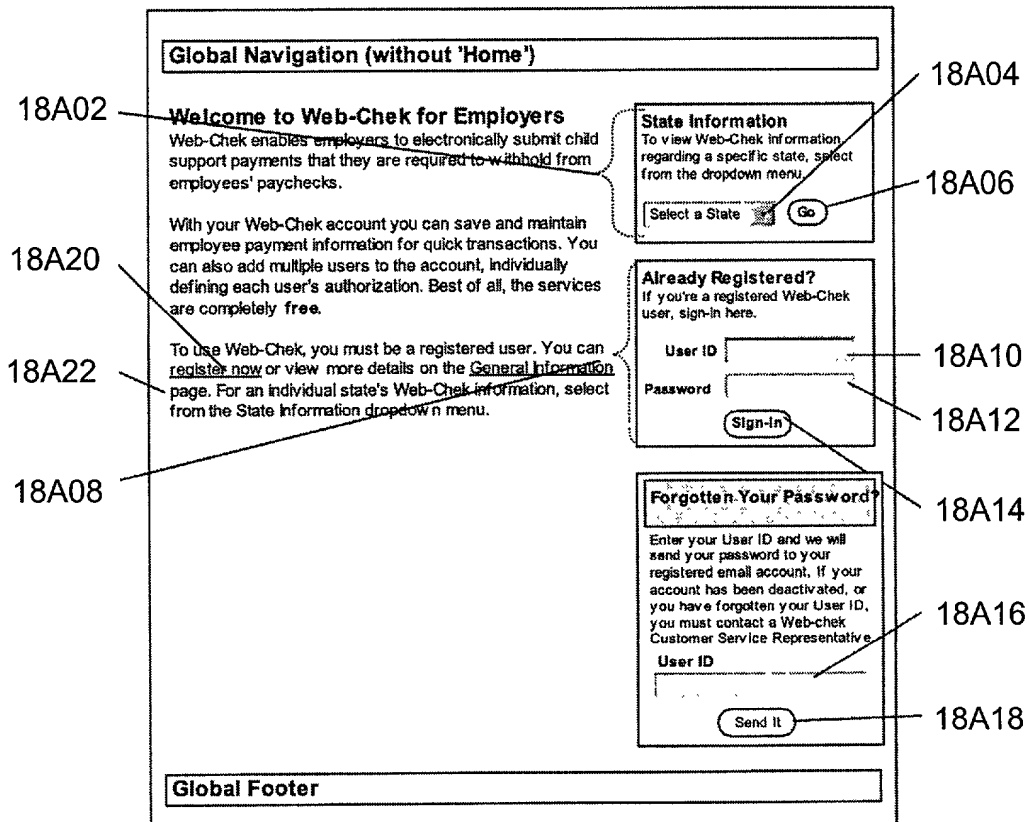 Global Navigation (without 'Home')
18A02
Welcome to Web-Chek for Employers
Web-Chek enables employers to electronically submit child
support payments that they are required to withhold from
employees' paychecks.
With your Web-Chek account you can save and maintain
employee payment information for quick transactions. You
can also add multiple users to the account, individually
defining each user's authorization. Best of all, the services
are completely free.
18A20
To use Web-Chek, you must be a registered user. You can
register now or view more details on the General Information
page. For an individual state's Web-Chek information, select
from the State Information dropdown menu.
18A22
18A08
State Information
To view Web-Chek information
regarding a specific state, select
from the dropdown menu.
Select a State
Go
18A04
18A06
Already Registered?
If you're a registered Web-Chek
user, sign-in here.
User ID
18A10
Password
18A12
Sign-In
18A14
Forgotten Your Password?
Enter your User ID and we will
send your password to your
registered email account. If your
account has been deactivated, or
you have forgotten your User ID,
you must contact a Web-chek
Customer Service Representative
User ID
18A16
Send It
18A18
Global Footer